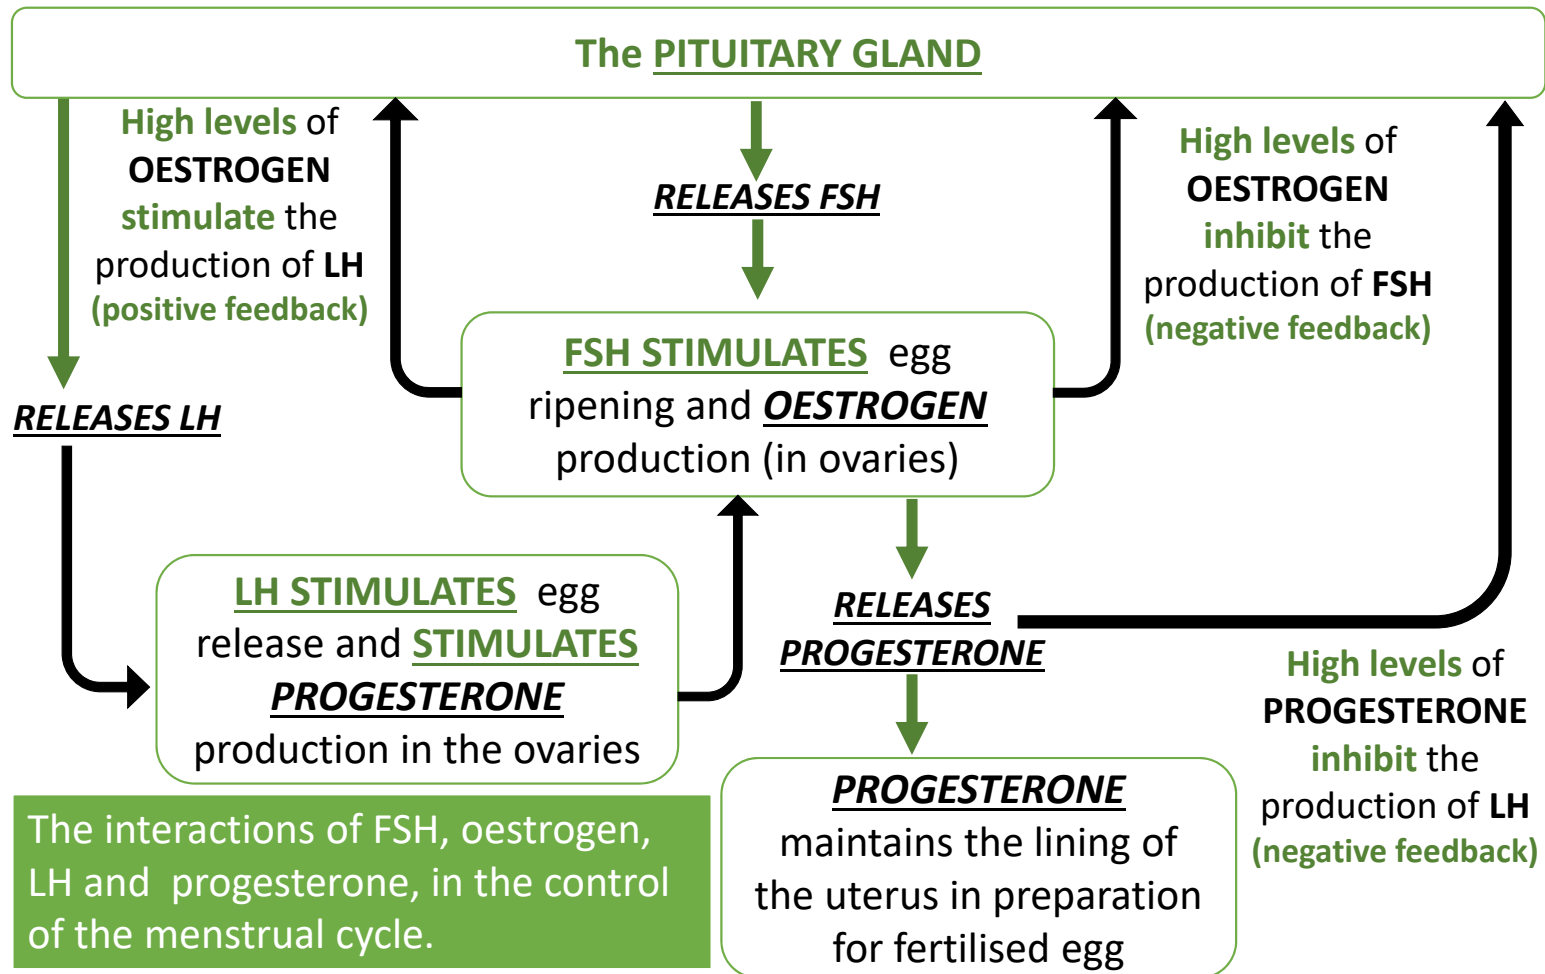 The PITUITARY GLAND
High levels of
OESTROGEN
stimulate the
production of LH
(positive feedback)
RELEASES FSH
High levels of
OESTROGEN
inhibit the
production of FSH
(negative feedback)
FSH STIMULATES egg
ripening and OESTROGEN
production (in ovaries)
RELEASES LH
LH STIMULATES egg
release and STIMULATES
PROGESTERONE
production in the ovaries
RELEASES
PROGESTERONE
High levels of
PROGESTERONE
inhibit the
production of LH
(negative feedback)
PROGESTERONE
maintains the lining of
the uterus in preparation
for fertilised egg
The interactions of FSH, oestrogen,
LH and progesterone, in the control
of the menstrual cycle.